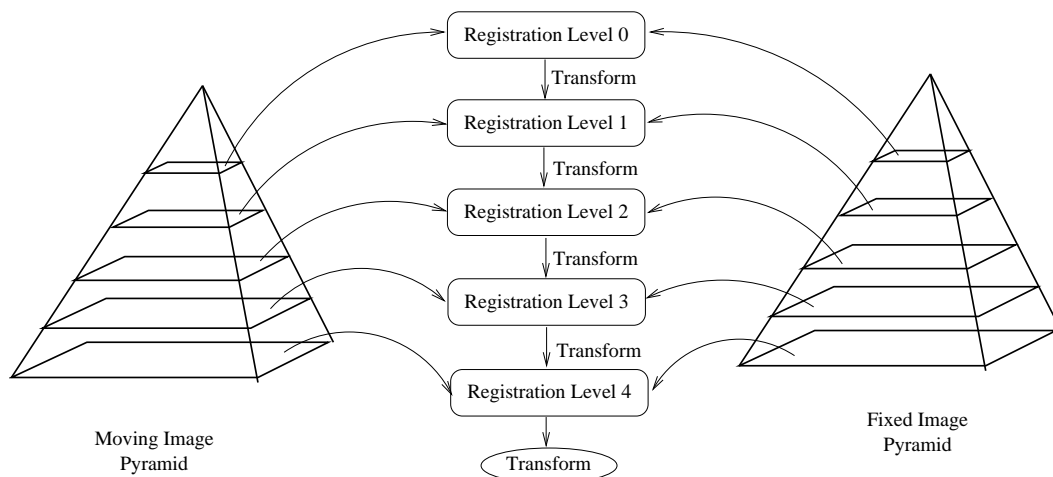 Registration Level 0
Transform
Registration Level 1
Transform
Registration Level 2
Transform
Registration Level 3
Transform
Registration Level 4
Transform
Moving Image
Pyramid
Fixed Image
Pyramid